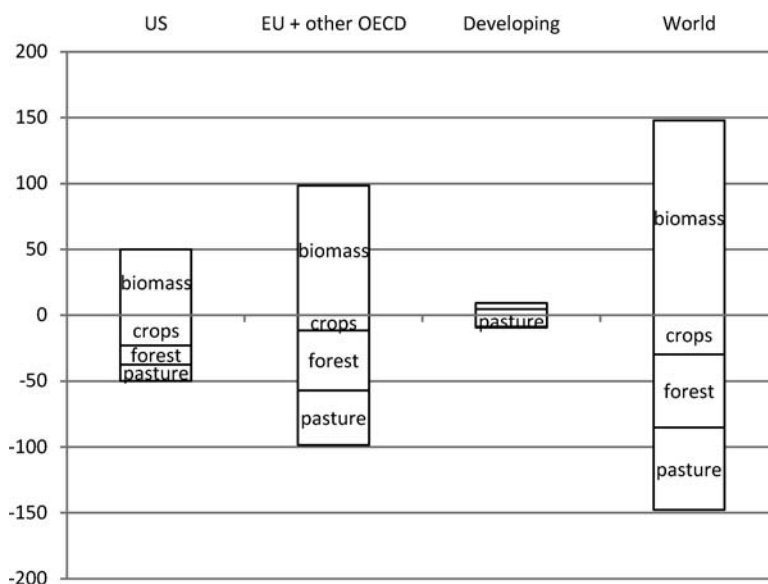 US EU + other OECD Developing World
200
150
100
50
0
-50
-100
-150
-200
biomass
crops
forest
pasture
biomass
crops
forest
pasture
pasture
biomass
crops
forest
pasture